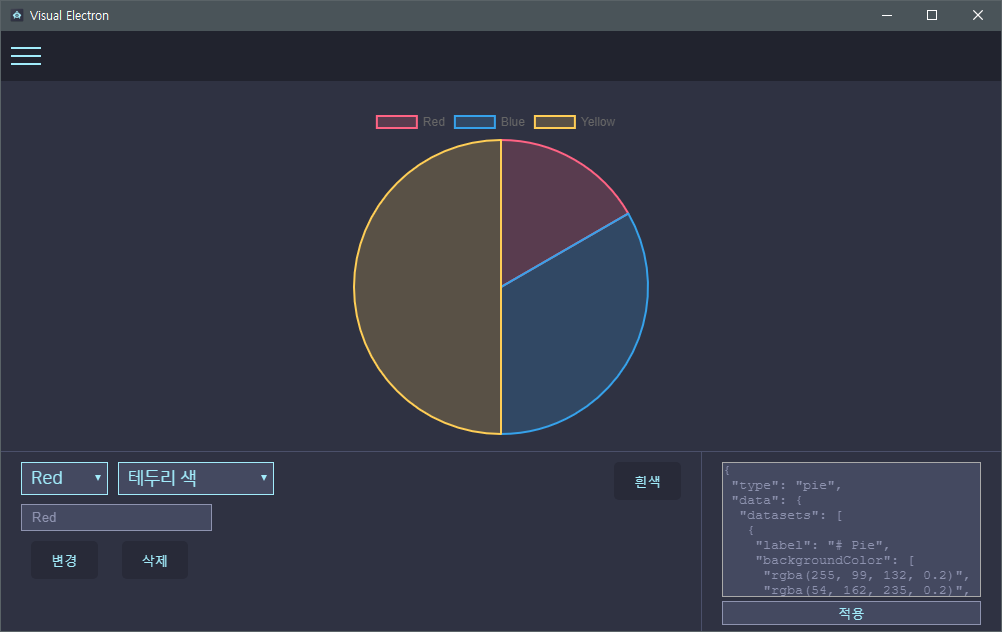 Visual Electron
Red Blue Yellow
Red ▾ 테두리 색 ▾ 흰색
Red
변경 삭제
{
"type": "pie",
"data": {
"datasets": [
{
"label": "# Pie",
"backgroundColor": [
"rgba(255, 99, 132, 0.2)",
"rgba(54, 162, 235, 0.2)",
적용